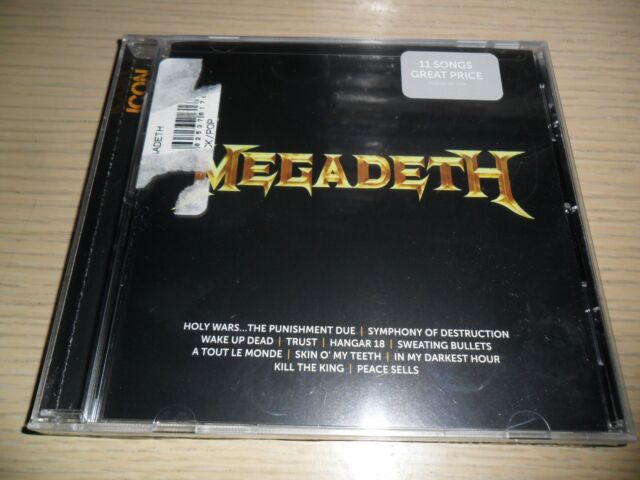 ICON
11 SONGS
GREAT PRICE
ADETH
CK/POP
MEGADETH
HOLY WARS...THE PUNISHMENT DUE | SYMPHONY OF DESTRUCTION
WAKE UP DEAD | TRUST | HANGAR 18 | SWEATING BULLETS
A TOUT LE MONDE | SKIN O' MY TEETH | IN MY DARKEST HOUR
KILL THE KING | PEACE SELLS